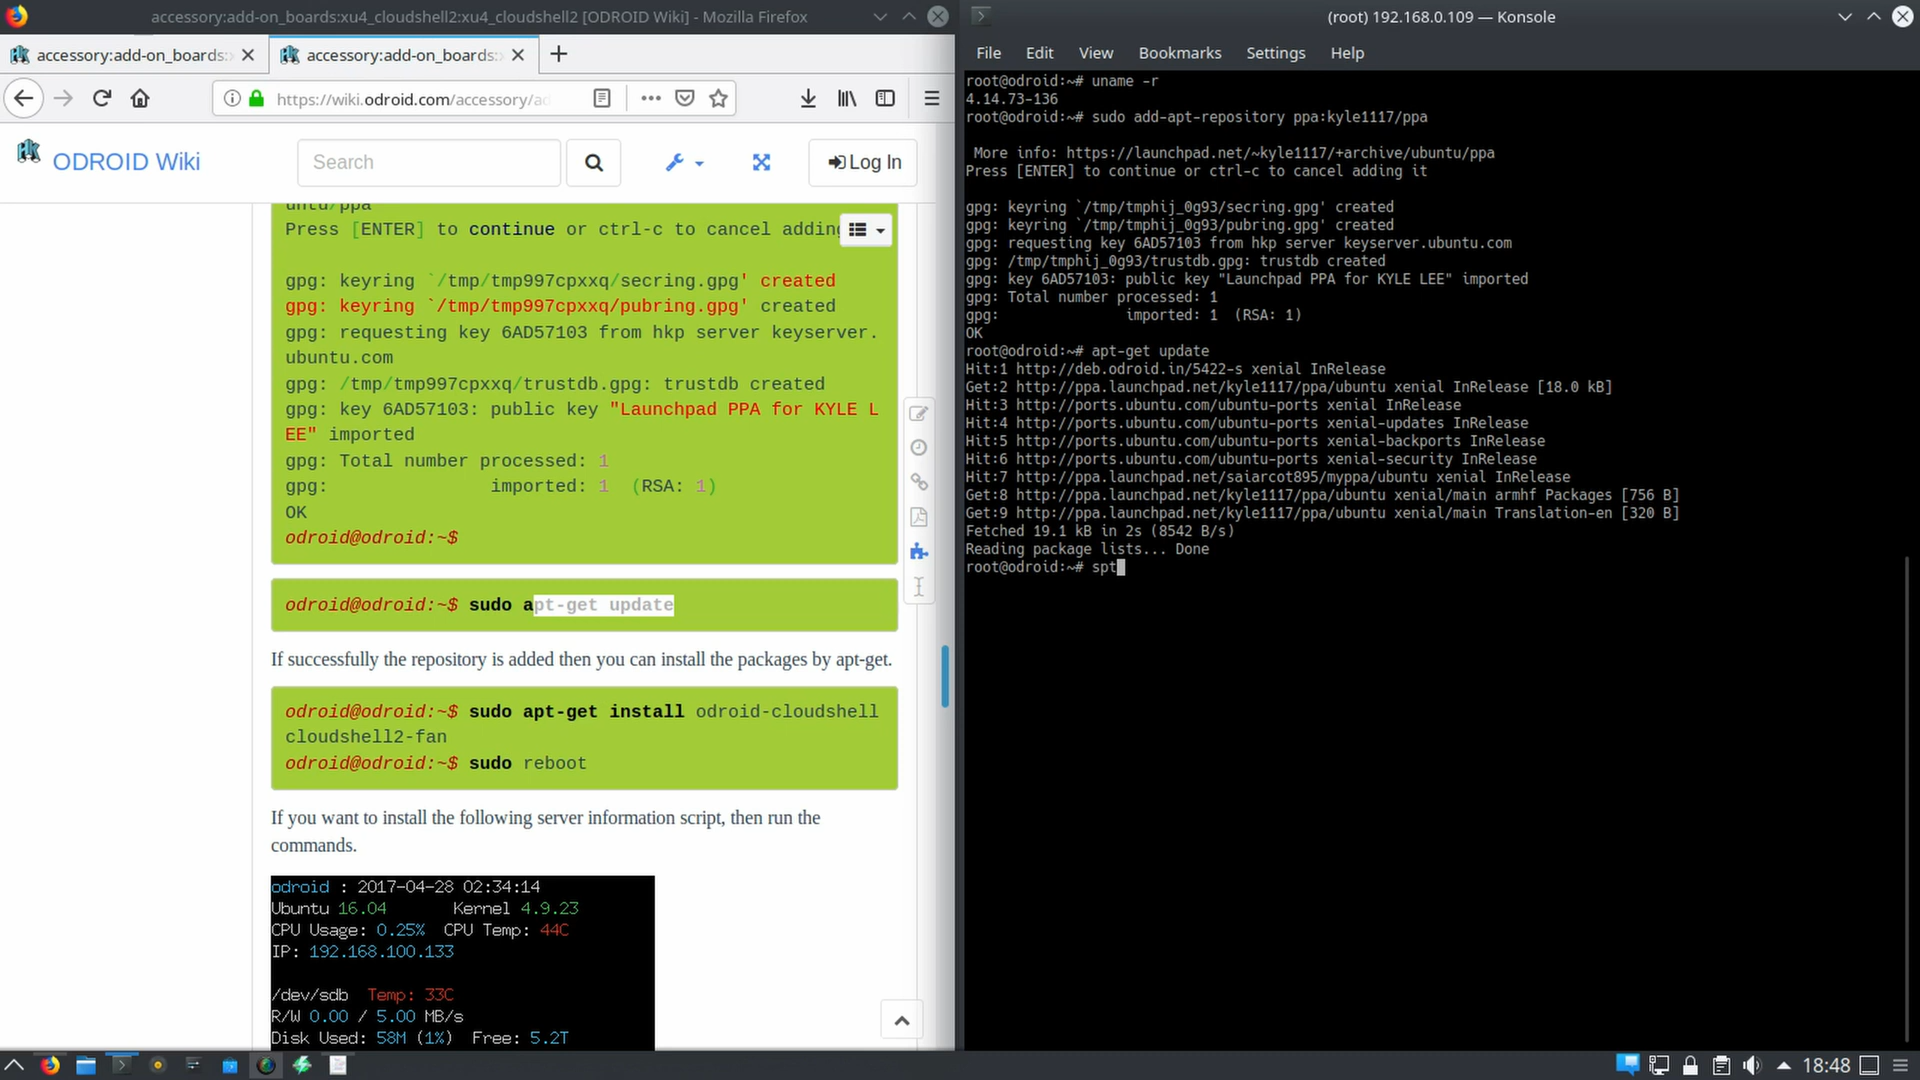 accessory:add-on_boards:xu4_cloudshell2:xu4_cloudshell2 [ODROID Wiki] - Mozilla Firefox
accessory:add-on_boards:
accessory:add-on_boards:
https://wiki.odroid.com/accessory/ad
ODROID Wiki
Search
Log In
untu/ppa
Press [ENTER] to continue or ctrl-c to cancel adding
gpg: keyring `/tmp/tmp997cpxxq/secring.gpg' created
gpg: keyring `/tmp/tmp997cpxxq/pubring.gpg' created
gpg: requesting key 6AD57103 from hkp server keyserver.
ubuntu.com
gpg: /tmp/tmp997cpxxq/trustdb.gpg: trustdb created
gpg: key 6AD57103: public key "Launchpad PPA for KYLE L
EE" imported
gpg: Total number processed: 1
gpg:                   imported: 1  (RSA: 1)
OK
odroid@odroid:~$
odroid@odroid:~$ sudo apt-get update
If successfully the repository is added then you can install the packages by apt-get.
odroid@odroid:~$ sudo apt-get install odroid-cloudshell
cloudshell2-fan
odroid@odroid:~$ sudo reboot
If you want to install the following server information script, then run the
commands.
odroid : 2017-04-28 02:34:14
Ubuntu 16.04        Kernel 4.9.23
CPU Usage: 0.25%  CPU Temp: 44C
IP: 192.168.100.133
/dev/sdb  Temp: 33C
R/W 0.00 / 5.00 MB/s
Disk Used: 58M (1%)  Free: 5.2T
(root) 192.168.0.109 — Konsole
File Edit View Bookmarks Settings Help
root@odroid:~# uname -r
4.14.73-136
root@odroid:~# sudo add-apt-repository ppa:kyle1117/ppa
More info: https://launchpad.net/~kyle1117/+archive/ubuntu/ppa
Press [ENTER] to continue or ctrl-c to cancel adding it
gpg: keyring `/tmp/tmphij_0g93/secring.gpg' created
gpg: keyring `/tmp/tmphij_0g93/pubring.gpg' created
gpg: requesting key 6AD57103 from hkp server keyserver.ubuntu.com
gpg: /tmp/tmphij_0g93/trustdb.gpg: trustdb created
gpg: key 6AD57103: public key "Launchpad PPA for KYLE LEE" imported
gpg: Total number processed: 1
gpg:               imported: 1  (RSA: 1)
OK
root@odroid:~# apt-get update
Hit:1 http://deb.odroid.in/5422-s xenial InRelease
Get:2 http://ppa.launchpad.net/kyle1117/ppa/ubuntu xenial InRelease [18.0 kB]
Hit:3 http://ports.ubuntu.com/ubuntu-ports xenial InRelease
Hit:4 http://ports.ubuntu.com/ubuntu-ports xenial-updates InRelease
Hit:5 http://ports.ubuntu.com/ubuntu-ports xenial-backports InRelease
Hit:6 http://ports.ubuntu.com/ubuntu-ports xenial-security InRelease
Hit:7 http://ppa.launchpad.net/saiarcot895/myppa/ubuntu xenial InRelease
Get:8 http://ppa.launchpad.net/kyle1117/ppa/ubuntu xenial/main armhf Packages [756 B]
Get:9 http://ppa.launchpad.net/kyle1117/ppa/ubuntu xenial/main Translation-en [320 B]
Fetched 19.1 kB in 2s (8542 B/s)
Reading package lists... Done
root@odroid:~# spt
18:48